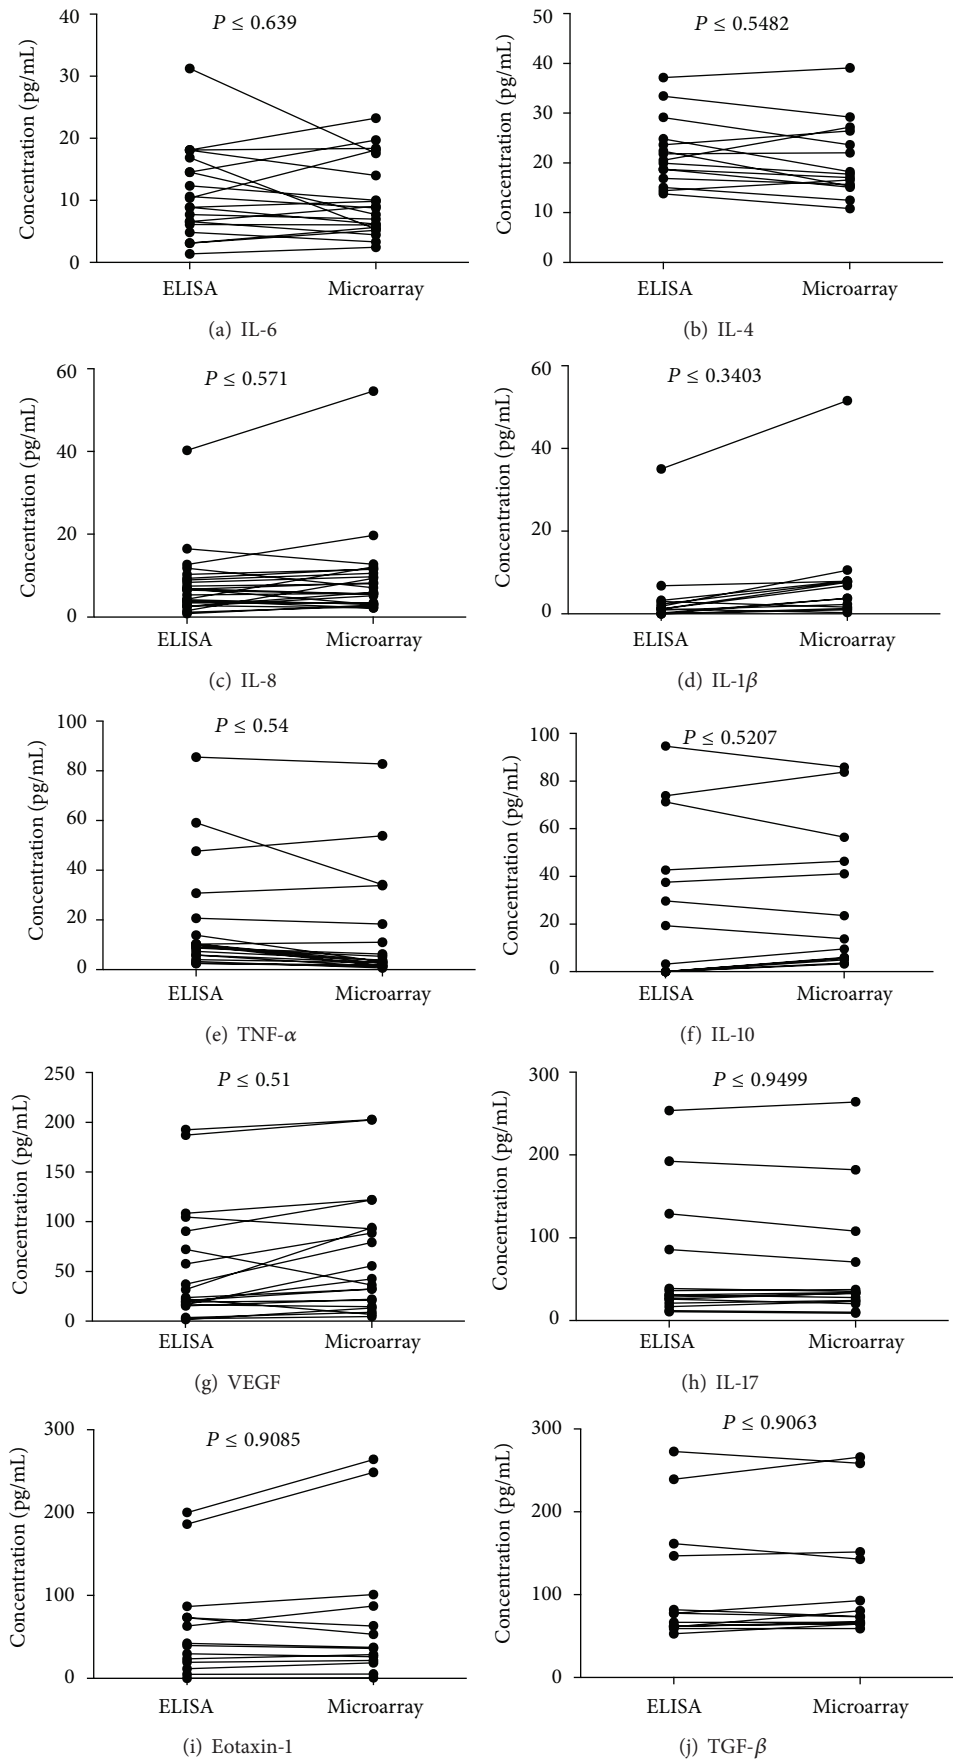 P ≤ 0.639
Concentration (pg/mL)
40
30
20
10
0
ELISA Microarray
(a) IL-6
P ≤ 0.5482
Concentration (pg/mL)
50
40
30
20
10
0
ELISA Microarray
(b) IL-4
P ≤ 0.571
Concentration (pg/mL)
60
40
20
0
ELISA Microarray
(c) IL-8
P ≤ 0.3403
Concentration (pg/mL)
60
40
20
0
ELISA Microarray
(d) IL-1β
P ≤ 0.54
Concentration (pg/mL)
100
80
60
40
20
0
ELISA Microarray
(e) TNF-α
P ≤ 0.5207
Concentration (pg/mL)
100
80
60
40
20
0
ELISA Microarray
(f) IL-10
P ≤ 0.51
Concentration (pg/mL)
250
200
150
100
50
0
ELISA Microarray
(g) VEGF
P ≤ 0.9499
Concentration (pg/mL)
300
200
100
0
ELISA Microarray
(h) IL-17
P ≤ 0.9085
Concentration (pg/mL)
300
200
100
0
ELISA Microarray
(i) Eotaxin-1
P ≤ 0.9063
Concentration (pg/mL)
300
200
100
0
ELISA Microarray
(j) TGF-β